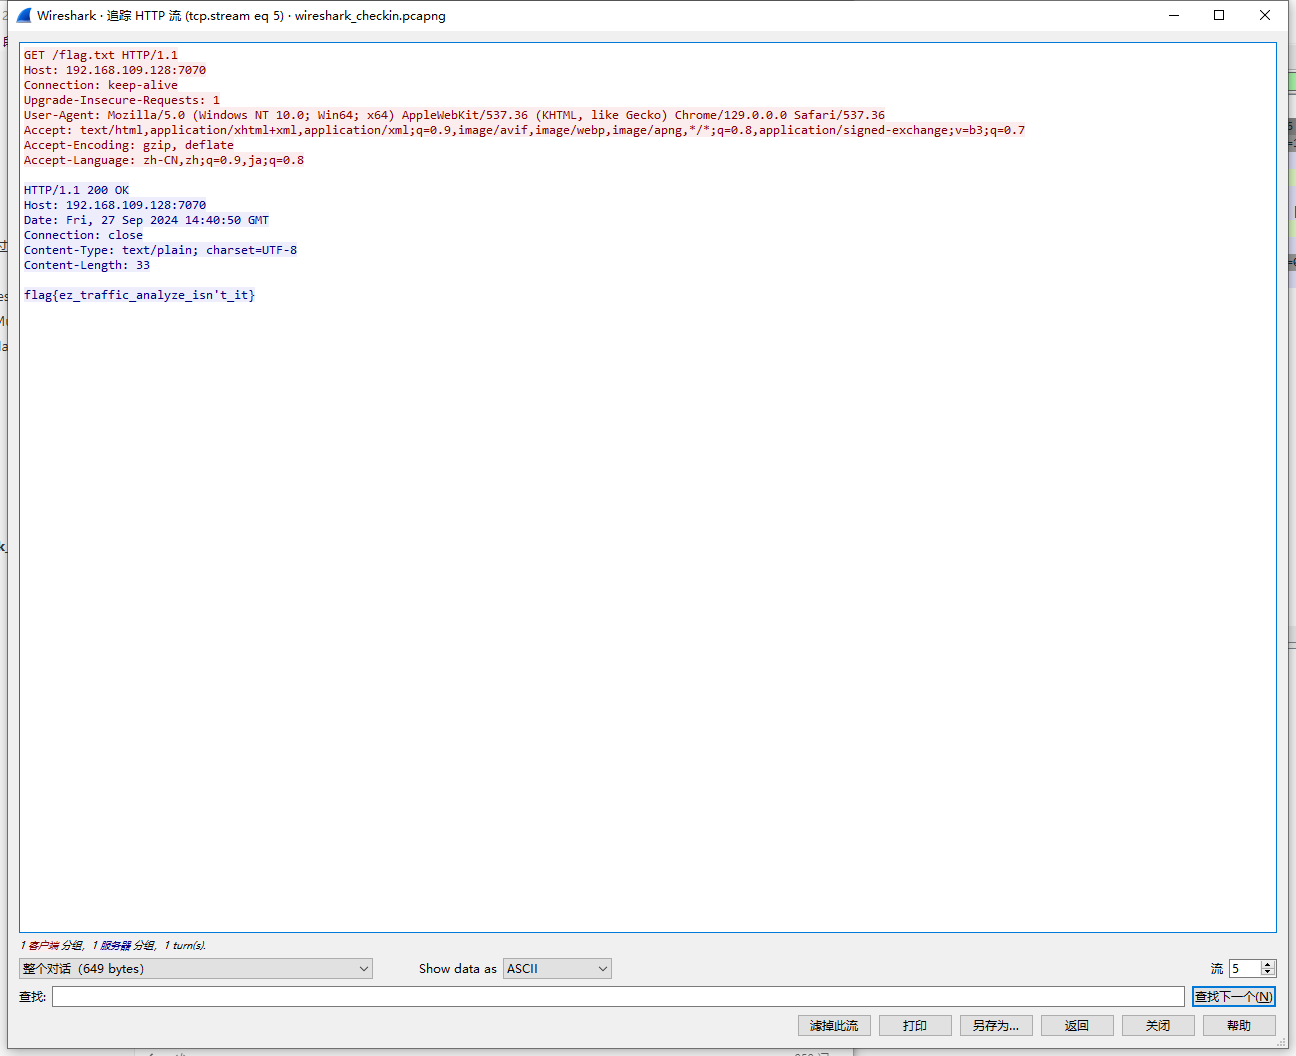 Wireshark · 追踪 HTTP 流 (tcp.stream eq 5) · wireshark_checkin.pcapng
GET /flag.txt HTTP/1.1
Host: 192.168.109.128:7070
Connection: keep-alive
Upgrade-Insecure-Requests: 1
User-Agent: Mozilla/5.0 (Windows NT 10.0; Win64; x64) AppleWebKit/537.36 (KHTML, like Gecko) Chrome/129.0.0.0 Safari/537.36
Accept: text/html,application/xhtml+xml,application/xml;q=0.9,image/avif,image/webp,image/apng,*/*;q=0.8,application/signed-exchange;v=b3;q=0.7
Accept-Encoding: gzip, deflate
Accept-Language: zh-CN,zh;q=0.9,ja;q=0.8
HTTP/1.1 200 OK
Host: 192.168.109.128:7070
Date: Fri, 27 Sep 2024 14:40:50 GMT
Connection: close
Content-Type: text/plain; charset=UTF-8
Content-Length: 33
flag{ez_traffic_analyze_isn't_it}
1 客户端 分组, 1 服务器 分组, 1 turn(s).
整个对话 (649 bytes) Show data as ASCII 流 5
查找: 查找下一个(N)
滤掉此流 打印 另存为… 返回 关闭 帮助